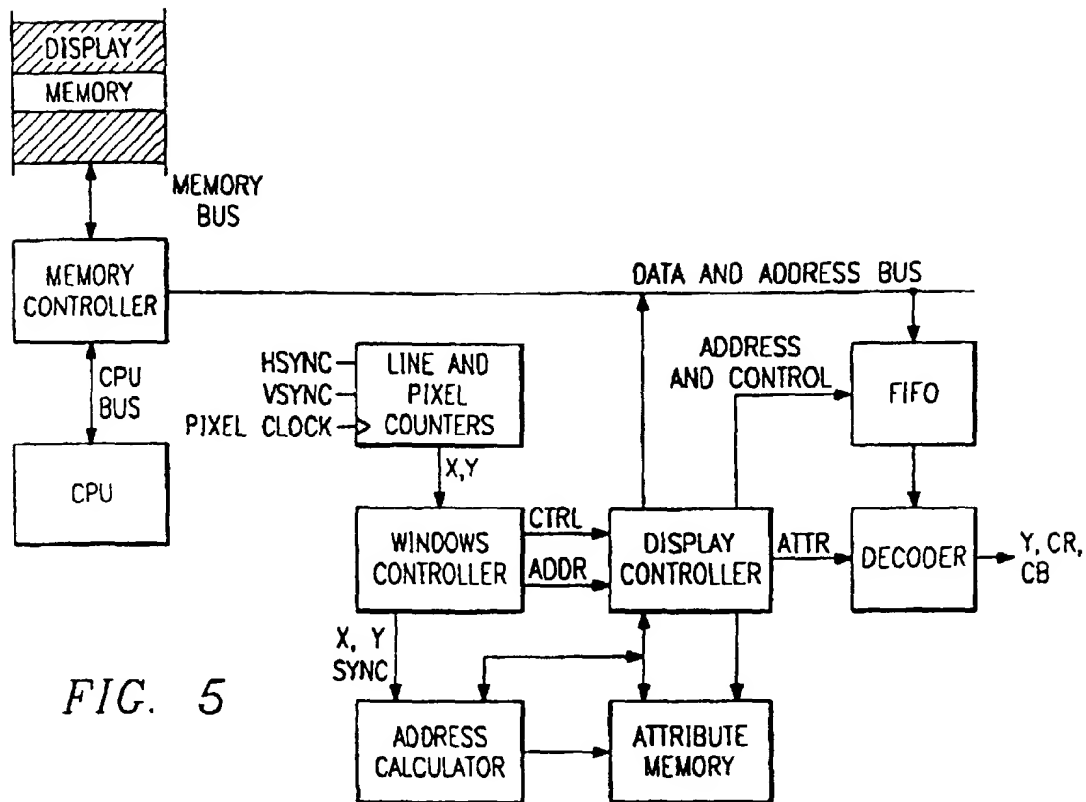 DISPLAY
MEMORY
MEMORY
BUS
MEMORY
CONTROLLER
DATA AND ADDRESS BUS
CPU
BUS
CPU
HSYNC
VSYNC
PIXEL CLOCK
LINE AND
PIXEL
COUNTERS
ADDRESS
AND CONTROL
FIFO
X,Y
WINDOWS
CONTROLLER
CTRL
ADDR
DISPLAY
CONTROLLER
ATTR
DECODER
Y, CR,
CB
X, Y
SYNC
ADDRESS
CALCULATOR
ATTRIBUTE
MEMORY
FIG. 5